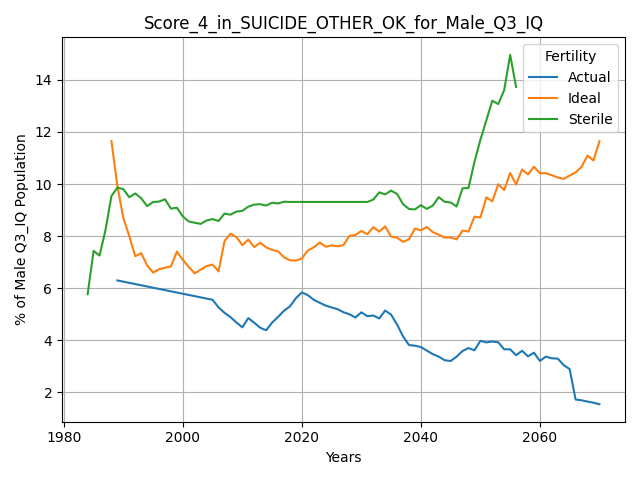 Score_4_in_SUICIDE_OTHER_OK_for_Male_Q3_IQ
Fertility
Actual
Ideal
Sterile
% of Male Q3_IQ Population
14
12
10
8
6
4
2
1980
2000
2020
2040
2060
Years